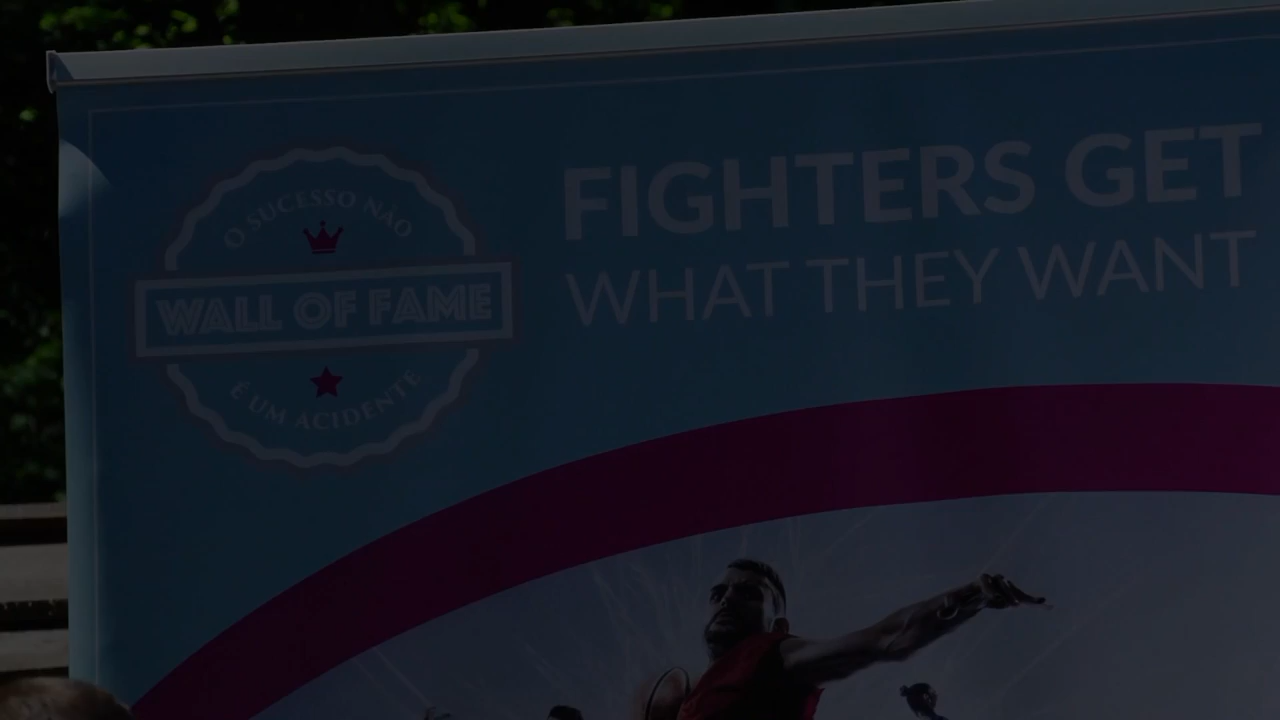 O SUCESSO NÃO
WALL OF FAME
É UM ACIDENTE
FIGHTERS GET
WHAT THEY WANT